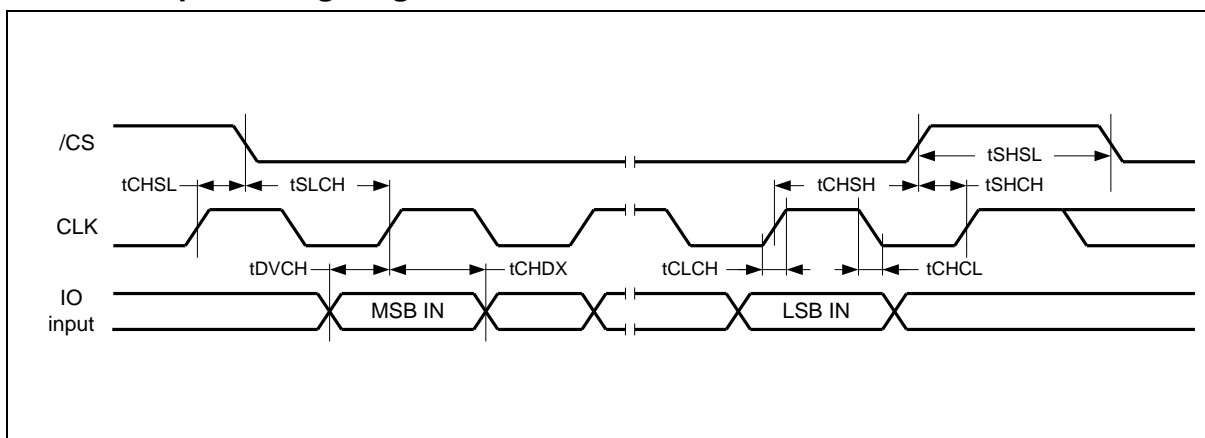 /CS
tSHSL
tCHSL
tSLCH
tCHSH
tSHCH
CLK
tDVCH
tCHDX
tCLCH
tCHCL
IO
input
MSB IN
LSB IN